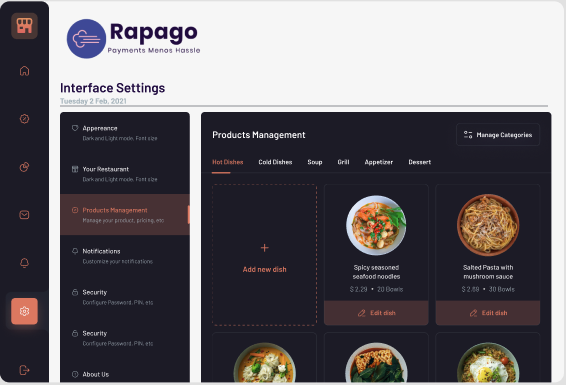 Rapago
Payments Menos Hassle
Interface Settings
Tuesday 2 Feb, 2021
Appereance
Dark and Light mode, Font size
Your Restaurant
Dark and Light mode, Font size
Products Management
Manage your product, pricing, etc
Notifications
Customize your notifications
Security
Configure Password, PIN, etc
Security
Configure Password, PIN, etc
About Us
Products Management
Manage Categories
Hot Dishes Cold Dishes Soup Grill Appetizer Dessert
Add new dish
Spicy seasoned
seafood noodles
$ 2.29 • 20 Bowls
Edit dish
Salted Pasta with
mushroom sauce
$ 2.69 • 30 Bowls
Edit dish